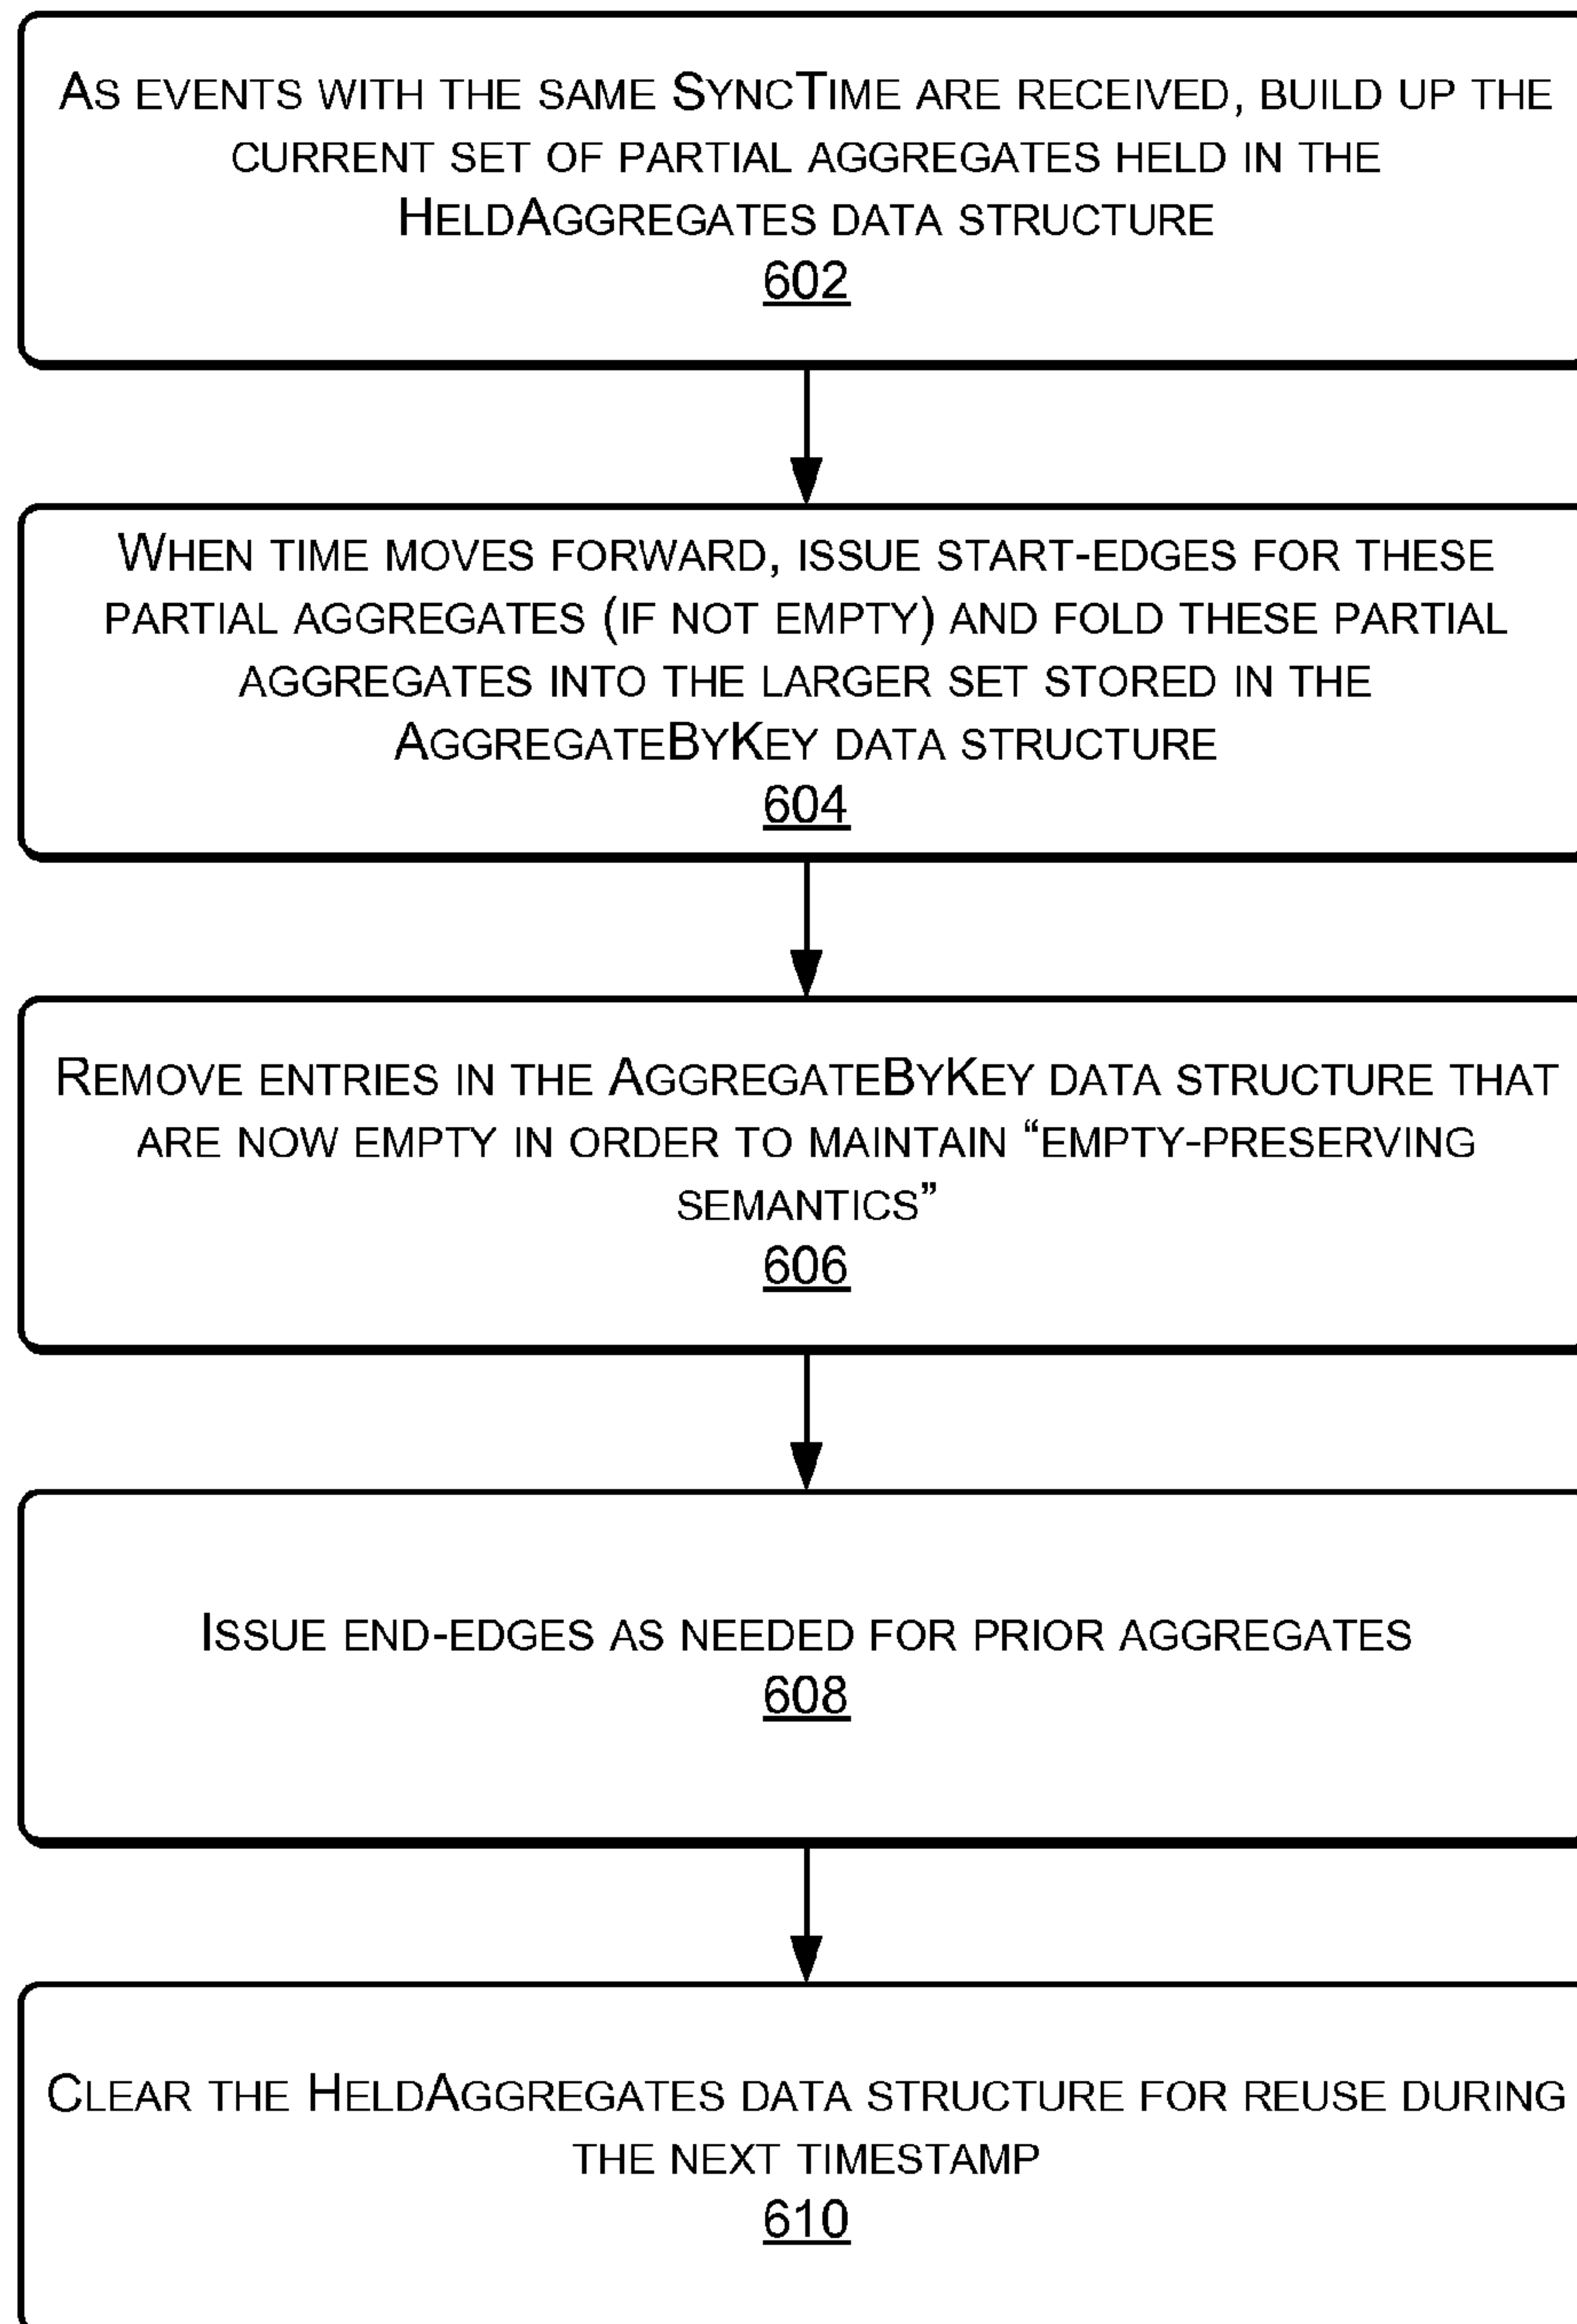 AS EVENTS WITH THE SAME SYNCTIME ARE RECEIVED, BUILD UP THE
CURRENT SET OF PARTIAL AGGREGATES HELD IN THE
HELDAGGREGATES DATA STRUCTURE
602
WHEN TIME MOVES FORWARD, ISSUE START-EDGES FOR THESE
PARTIAL AGGREGATES (IF NOT EMPTY) AND FOLD THESE PARTIAL
AGGREGATES INTO THE LARGER SET STORED IN THE
AGGREGATEBYKEY DATA STRUCTURE
604
REMOVE ENTRIES IN THE AGGREGATEBYKEY DATA STRUCTURE THAT
ARE NOW EMPTY IN ORDER TO MAINTAIN “EMPTY-PRESERVING
SEMANTICS”
606
ISSUE END-EDGES AS NEEDED FOR PRIOR AGGREGATES
608
CLEAR THE HELDAGGREGATES DATA STRUCTURE FOR REUSE DURING
THE NEXT TIMESTAMP
610